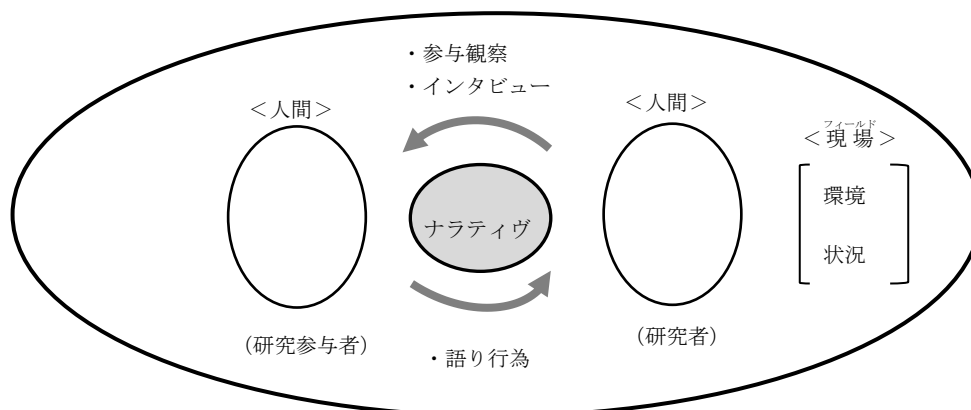 ・参与観察
・インタビュー
＜人間＞
＜人間＞
フィールド
＜現場＞
環境
状況
ナラティヴ
（研究参与者）
（研究者）
・語り行為